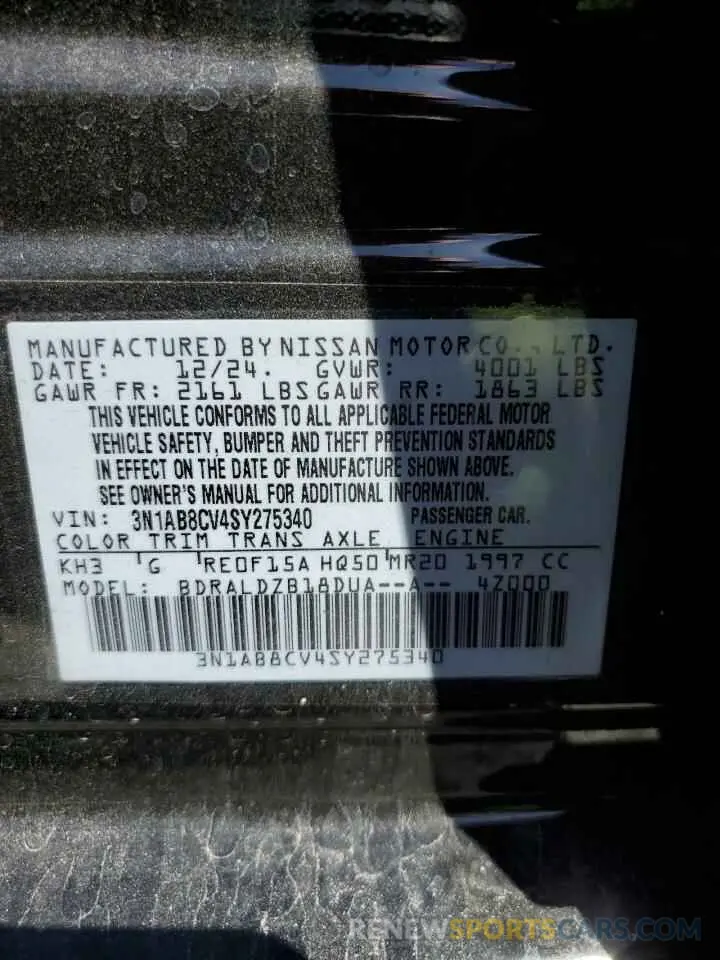 MANUFACTURED BY NISSAN MOTOR CO., LTD.
DATE: 12/24. GVWR: 4001 LBS
GAWR FR: 2161 LBS GAWR RR: 1863 LBS
THIS VEHICLE CONFORMS TO ALL APPLICABLE FEDERAL MOTOR
VEHICLE SAFETY, BUMPER AND THEFT PREVENTION STANDARDS
IN EFFECT ON THE DATE OF MANUFACTURE SHOWN ABOVE.
SEE OWNER'S MANUAL FOR ADDITIONAL INFORMATION.
VIN: 3N1AB8CV4SY275340 PASSENGER CAR.
COLOR TRIM TRANS AXLE ENGINE
KH3 G RE0F15A HQ50 MR20 1997 CC
MODEL: BDRALDZB18DUA--A-- 4Z000
3N1AB8CV4SY275340
RENEWSPORTSCARS.COM